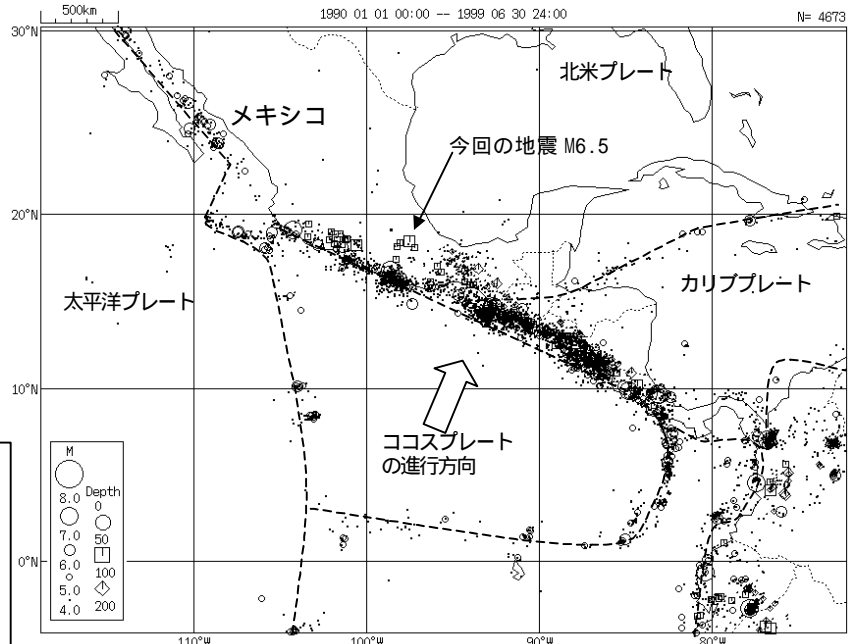 500km
1990 01 01 00:00 -- 1999 06 30 24:00
N= 4673
30°N
北米プレート
メキシコ
今回の地震 M6.5
20°N
カリブプレート
太平洋プレート
10°N
ココスプレート
の進行方向
M
8.0
7.0
6.0
5.0
4.0
Depth
0
50
100
200
0°N
110°W
100°W
90°W
80°W